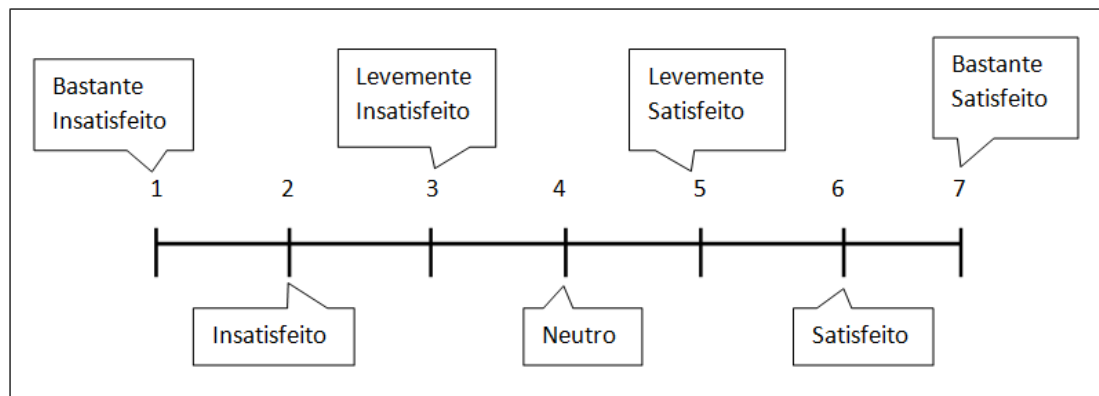 Bastante
Insatisfeito
Levemente
Insatisfeito
Levemente
Satisfeito
Bastante
Satisfeito
1 2 3 4 5 6 7
Insatisfeito
Neutro
Satisfeito